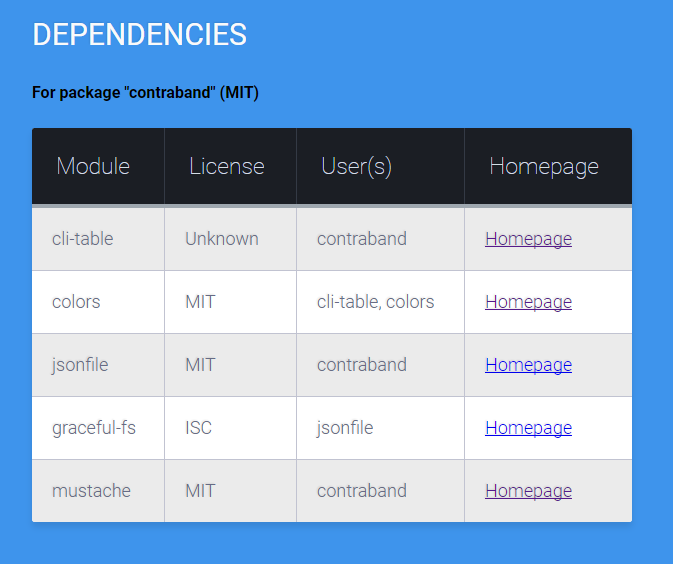 DEPENDENCIES
For package "contraband" (MIT)
Module License User(s) Homepage
cli-table Unknown contraband Homepage
colors MIT cli-table, colors Homepage
jsonfile MIT contraband Homepage
graceful-fs ISC jsonfile Homepage
mustache MIT contraband Homepage